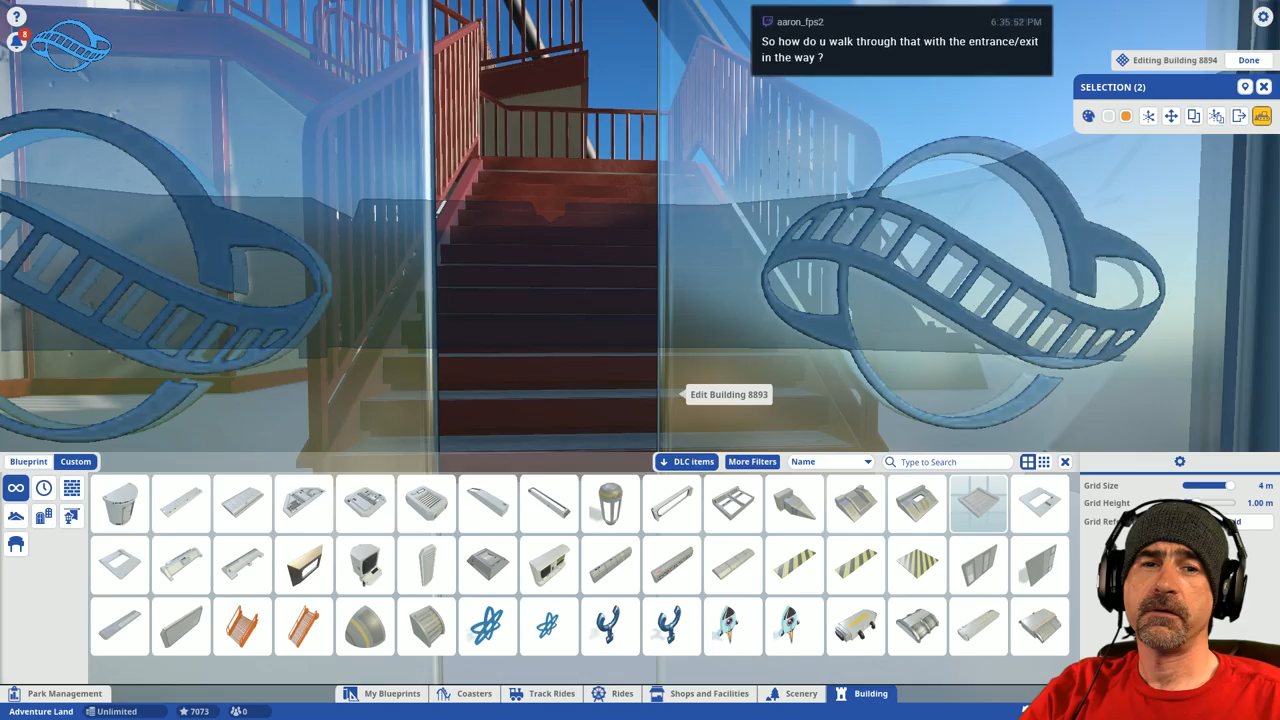 ?
8
aaron_fps2
6:35:52 PM
So how do u walk through that with the entrance/exit
in the way ?
Editing Building 8894
Done
SELECTION (2)
Edit Building 8893
Blueprint
Custom
DLC items
More Filters
Name
Type to Search
Grid Size
4 m
Grid Height
1.00 m
Park Management
My Blueprints
Coasters
Track Rides
Rides
Shops and Facilities
Scenery
Building
Adventure Land
Unlimited
7073
0